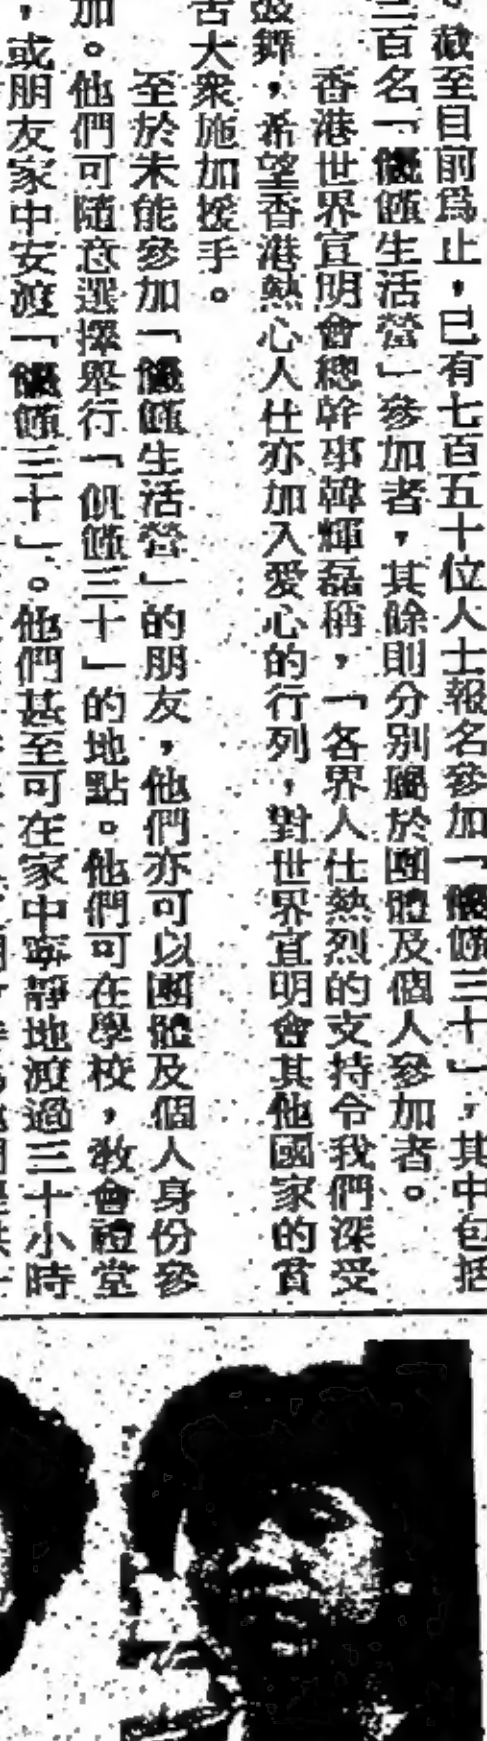 。截至目前為止，已有七百五十位人士報名參加「饑饉三十」，其中包括
三百名「饑饉生活營」參加者，其餘則分別屬於團體及個人參加者。
香港世界宣明會總幹事韓輝磊稱，「各界人仕熱烈的支持令我們深受
鼓舞，希望香港熱心人仕亦加入愛心的行列，對世界宣明會其他國家的貧
苦大衆施加援手。
至於未能參加「饑饉生活營」的朋友，他們亦可以團體及個人身份參
加。他們可隨意選擇舉行「飢饉三十」的地點。他們可在學校，教會禮堂
，或朋友家中安渡「饑饉三十」。他們甚至可在家中寧靜地渡過三十小時